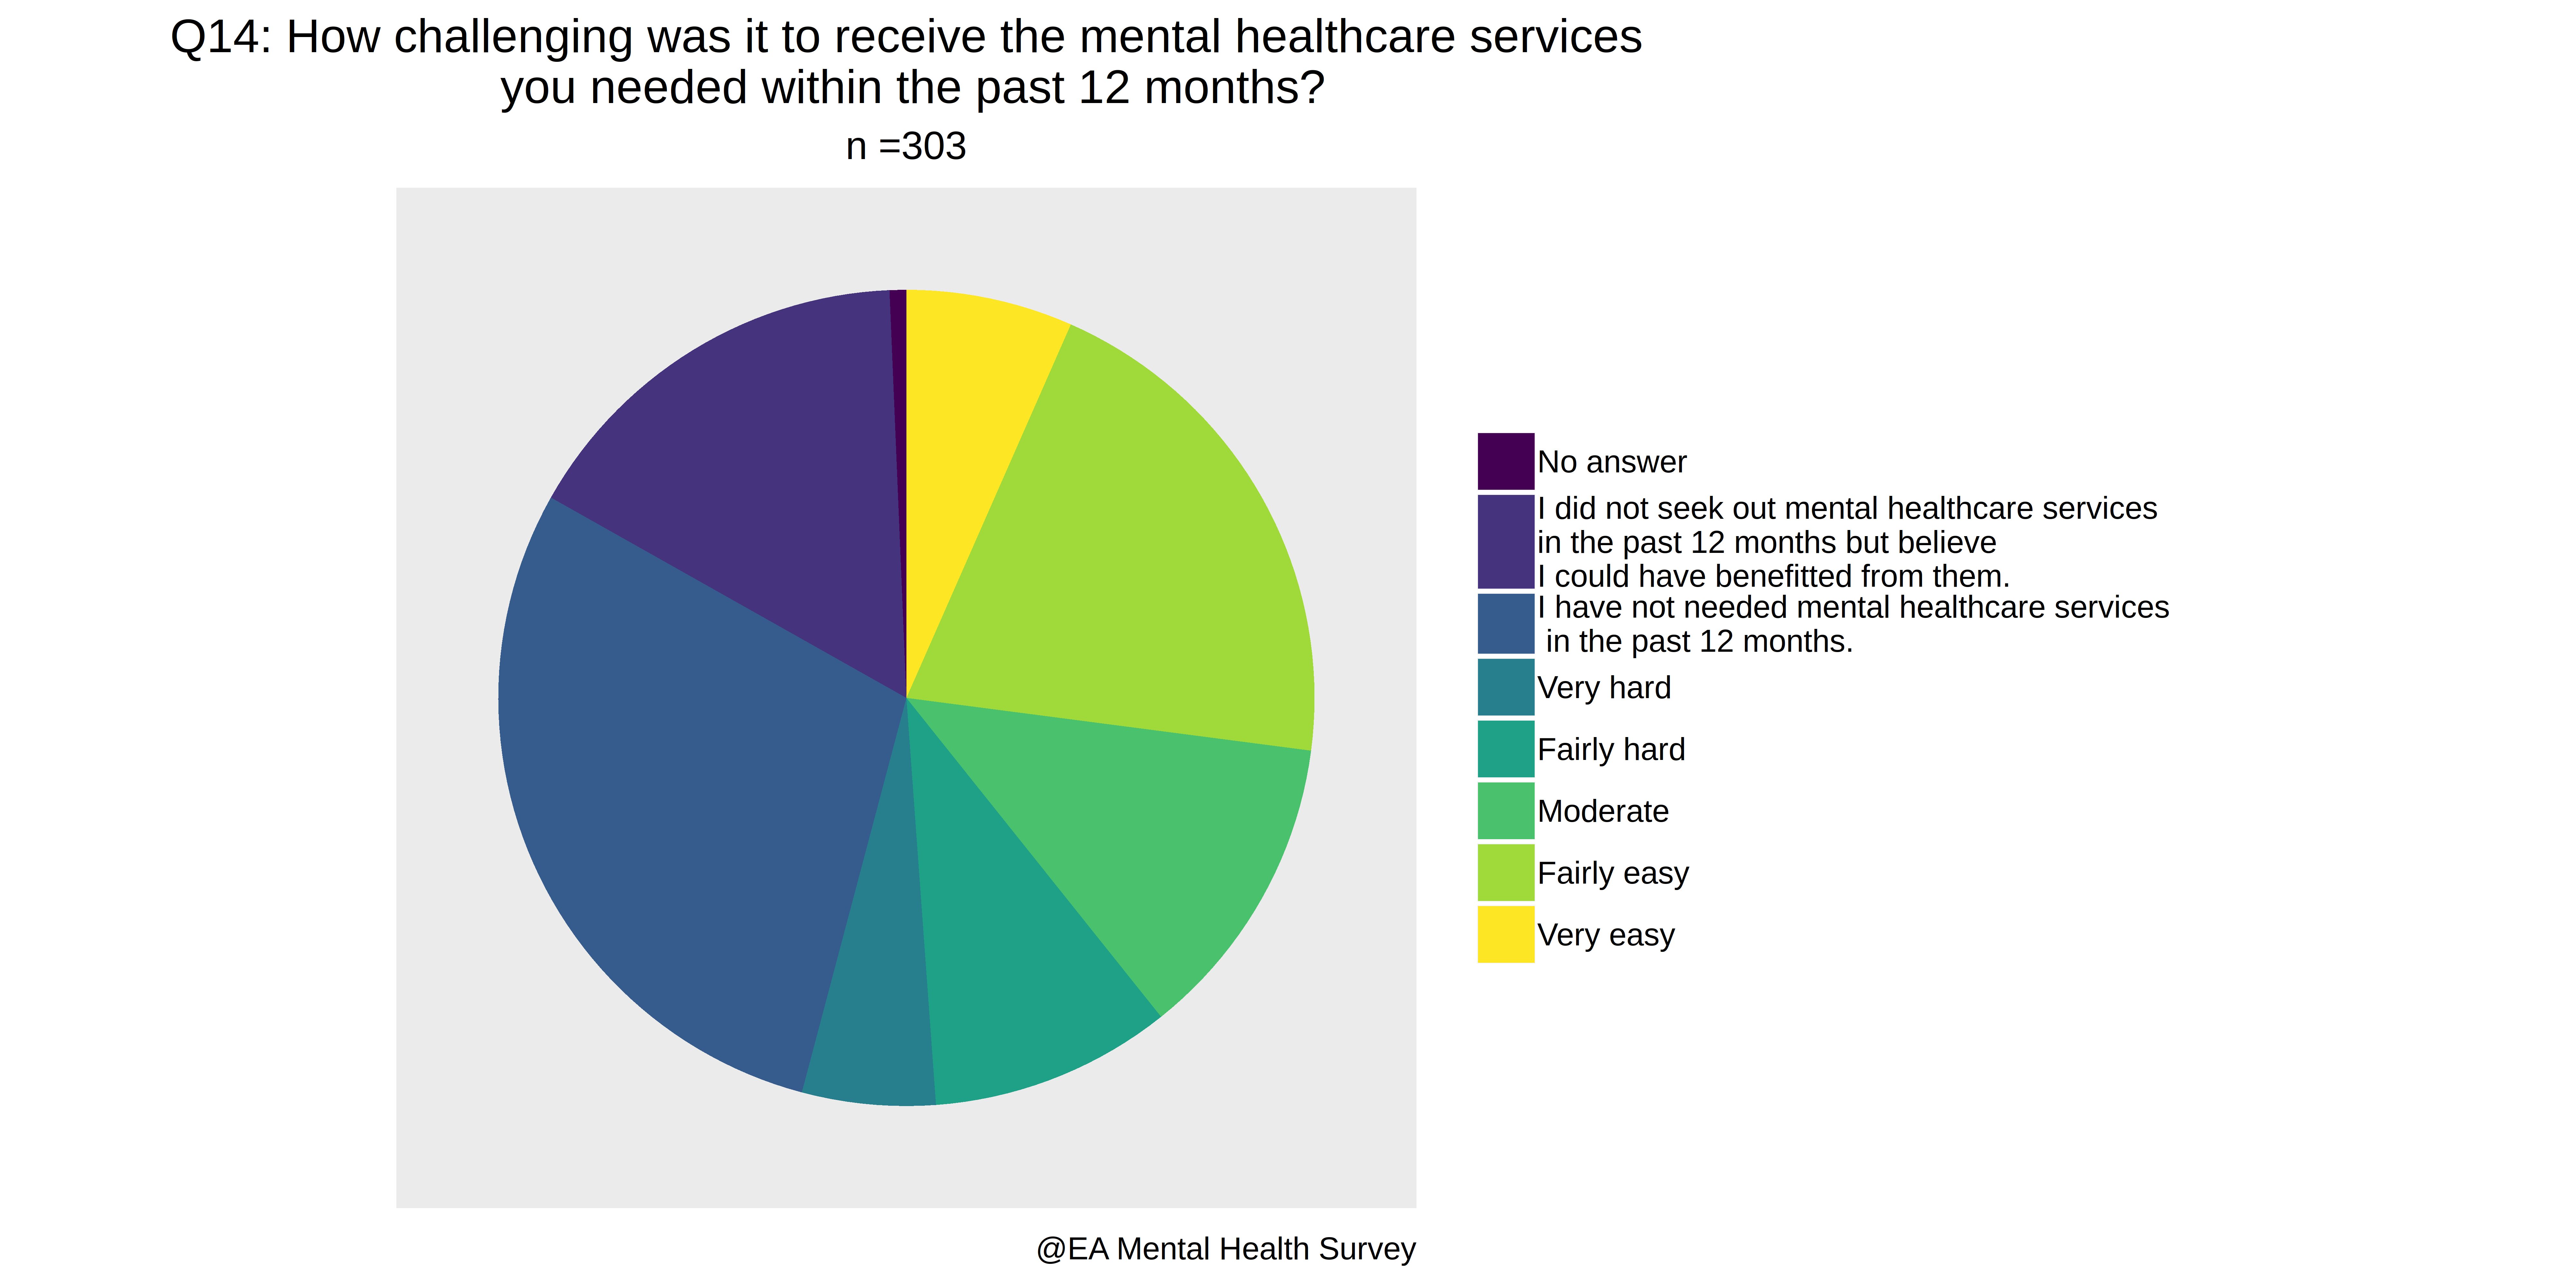 Q14: How challenging was it to receive the mental healthcare services
you needed within the past 12 months?
n =303
No answer
I did not seek out mental healthcare services
in the past 12 months but believe
I could have benefitted from them.
I have not needed mental healthcare services
in the past 12 months.
Very hard
Fairly hard
Moderate
Fairly easy
Very easy
@EA Mental Health Survey